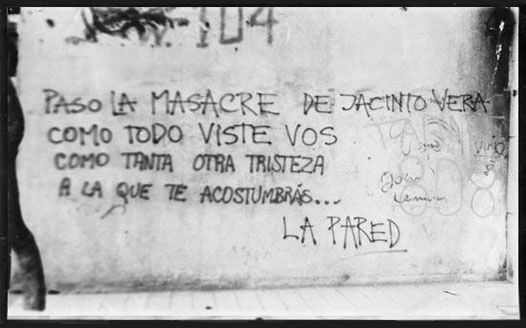 104
PASO LA MASACRE DE JACINTO VERA
COMO TODO VISTE VOS
COMO TANTA OTRA TRISTEZA
A LA QUE TE ACOSTUMBRÁS...
LA PARED
John
Lennon